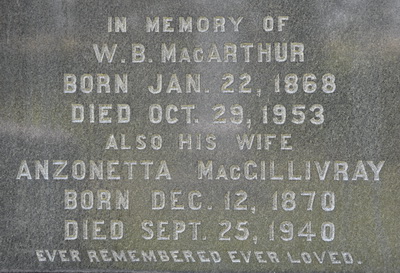 IN MEMORY OF
W. B. MacARTHUR
BORN JAN. 22, 1868
DIED OCT. 29, 1953
ALSO HIS WIFE
ANZONETTA MacGILLIVRAY
BORN DEC. 12, 1870
DIED SEPT. 25, 1940
EVER REMEMBERED EVER LOVED.